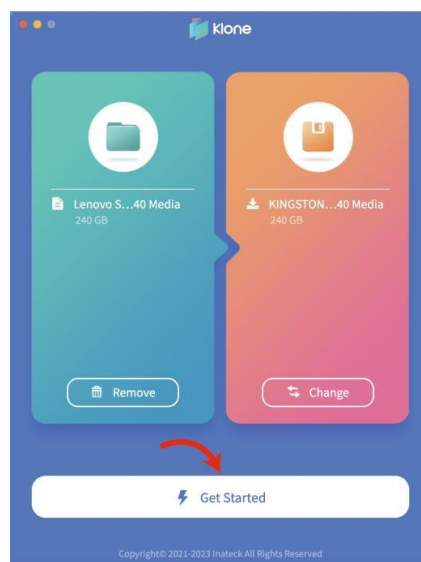 Klone
Lenovo S...40 Media
240 GB
KINGSTON...40 Media
240 GB
Remove
Change
Get Started
Copyright© 2021-2023 Inateck All Rights Reserved